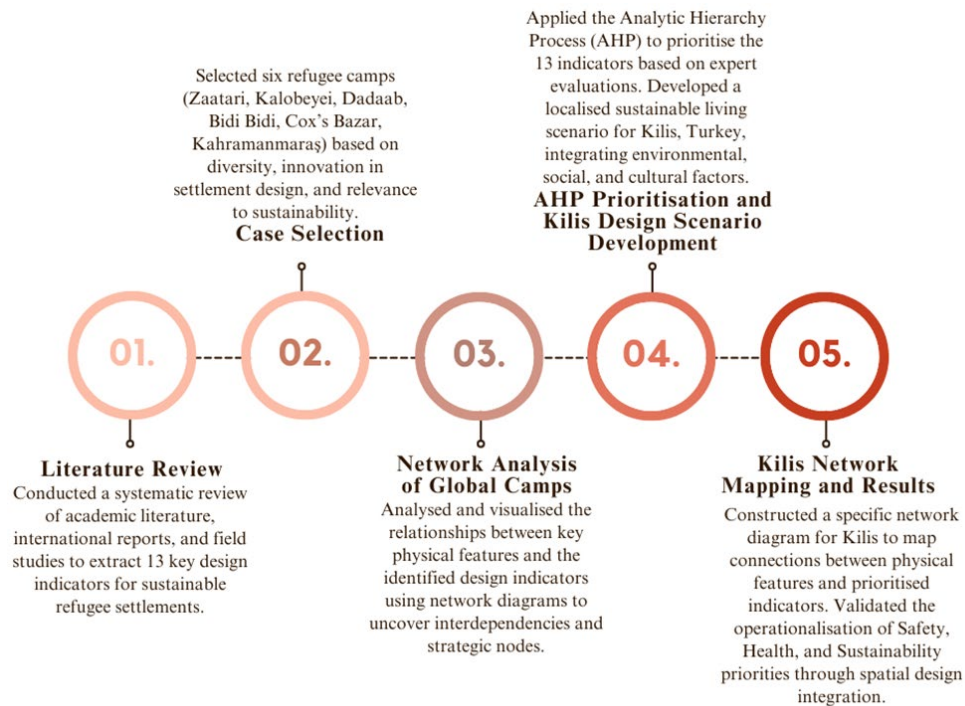 01.
Literature Review
Conducted a systematic review
of academic literature,
international reports, and field
studies to extract 13 key design
indicators for sustainable
refugee settlements.
Selected six refugee camps
(Zaatari, Kalobeyei, Dadaab,
Bidi Bidi, Cox's Bazar,
Kahramanmaraş) based on
diversity, innovation in
settlement design, and relevance
to sustainability.
Case Selection
02.
03.
Network Analysis
of Global Camps
Analysed and visualised the
relationships between key
physical features and the
identified design indicators
using network diagrams to
uncover interdependencies and
strategic nodes.
Applied the Analytic Hierarchy
Process (AHP) to prioritise the
13 indicators based on expert
evaluations. Developed a
localised sustainable living
scenario for Kilis, Turkey,
integrating environmental,
social, and cultural factors.
AHP Prioritisation and
Kilis Design Scenario
Development
04.
05.
Kilis Network
Mapping and Results
Constructed a specific network
diagram for Kilis to map
connections between physical
features and prioritised
indicators. Validated the
operationalisation of Safety,
Health, and Sustainability
priorities through spatial design
integration.